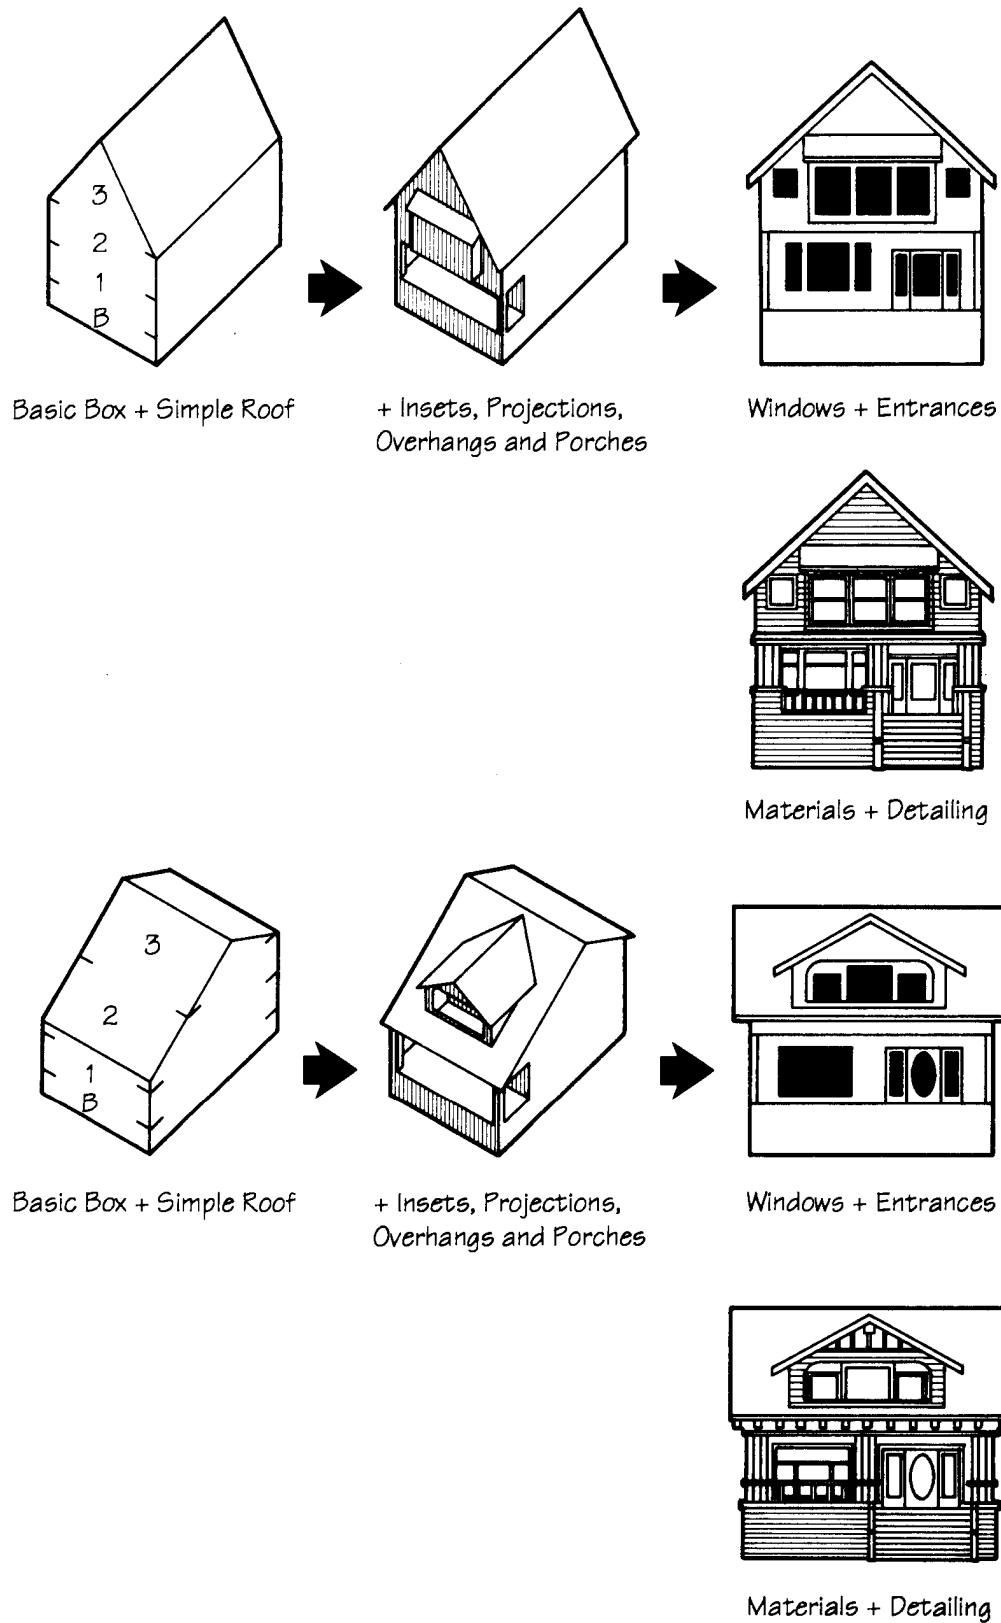 3
2
1
B
Basic Box + Simple Roof
+ Insets, Projections,
Overhangs and Porches
Windows + Entrances
Materials + Detailing
3
2
1
B
Basic Box + Simple Roof
+ Insets, Projections,
Overhangs and Porches
Windows + Entrances
Materials + Detailing